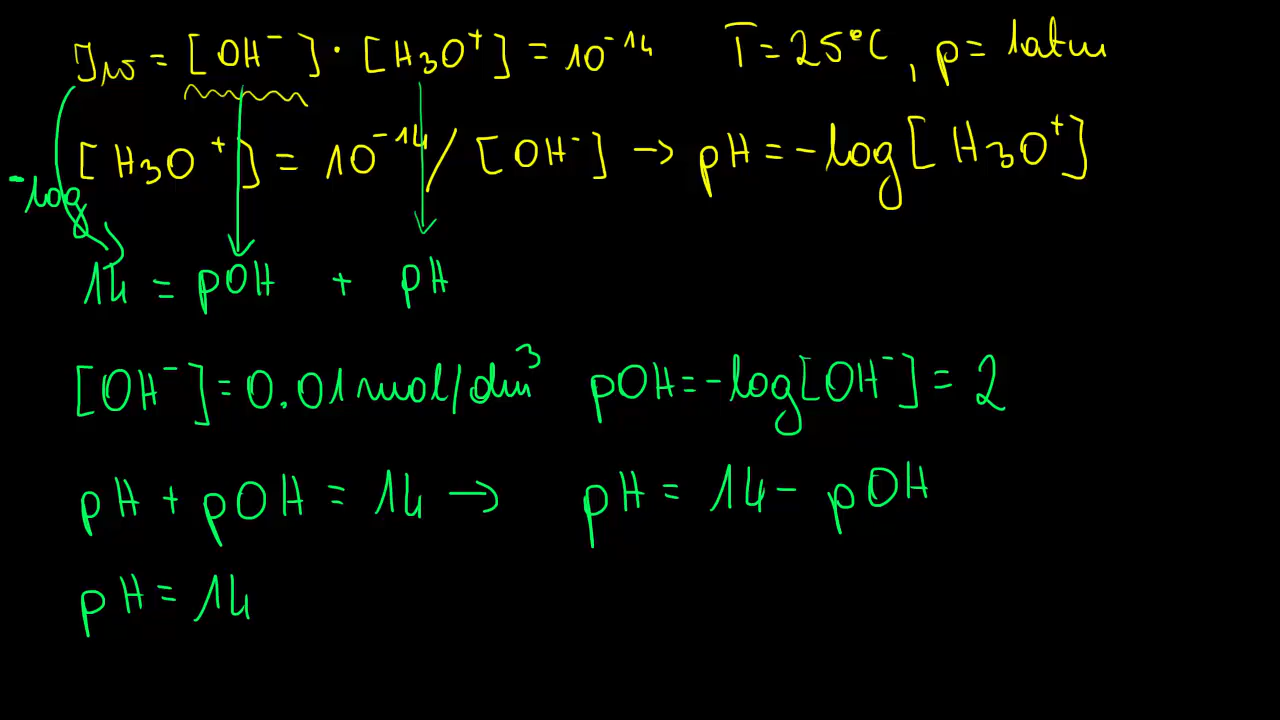 Iw = [OH⁻] · [H3O⁺] = 10⁻¹⁴ T = 25°C, p = 1atm
[H3O⁺] = 10⁻¹⁴ / [OH⁻] → pH = -log[H3O⁺]
-log
14 = pOH + pH
[OH⁻] = 0.01 mol/dm³ pOH = -log[OH⁻] = 2
pH + pOH = 14 → pH = 14 - pOH
pH = 14